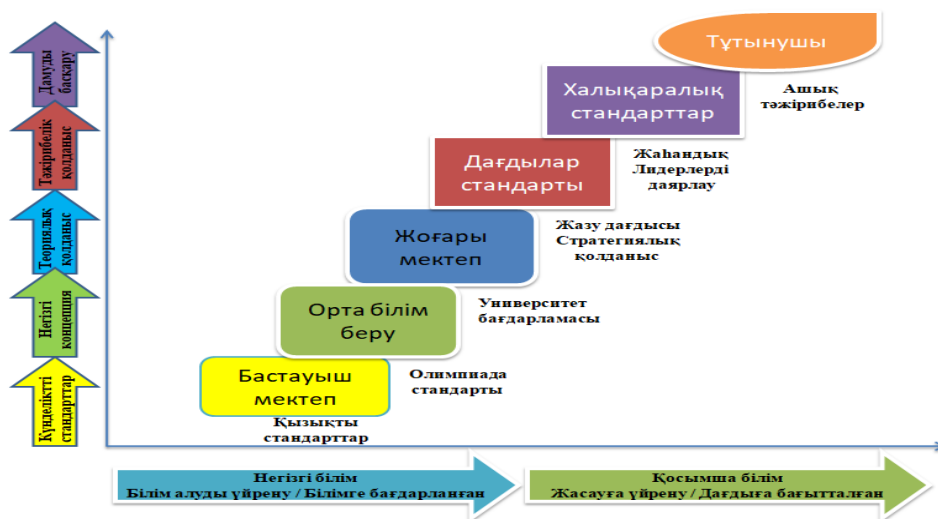 Тұтынушы
Дамуды
басқару
Халықаралық
стандарттар
Ашық
тәжірибелер
Тәжірибелік
қолданыс
Дағдылар
стандарты
Жаһандық
Лидерлерді
даярлау
Теориялық
қолданыс
Жоғары
мектеп
Жазу дағдысы
Стратегиялық
қолданыс
Негізгі
концепция
Орта білім
беру
Университет
бағдарламасы
Күнделіктті
стандарттар
Бастауыш
мектеп
Олимпиада
стандарты
Қызықты
стандарттар
Негізгі білім
Білім алуды үйрену / Білімге бағдарланған
Қосымша білім
Жасауға үйрену / Дағдыға бағытталған